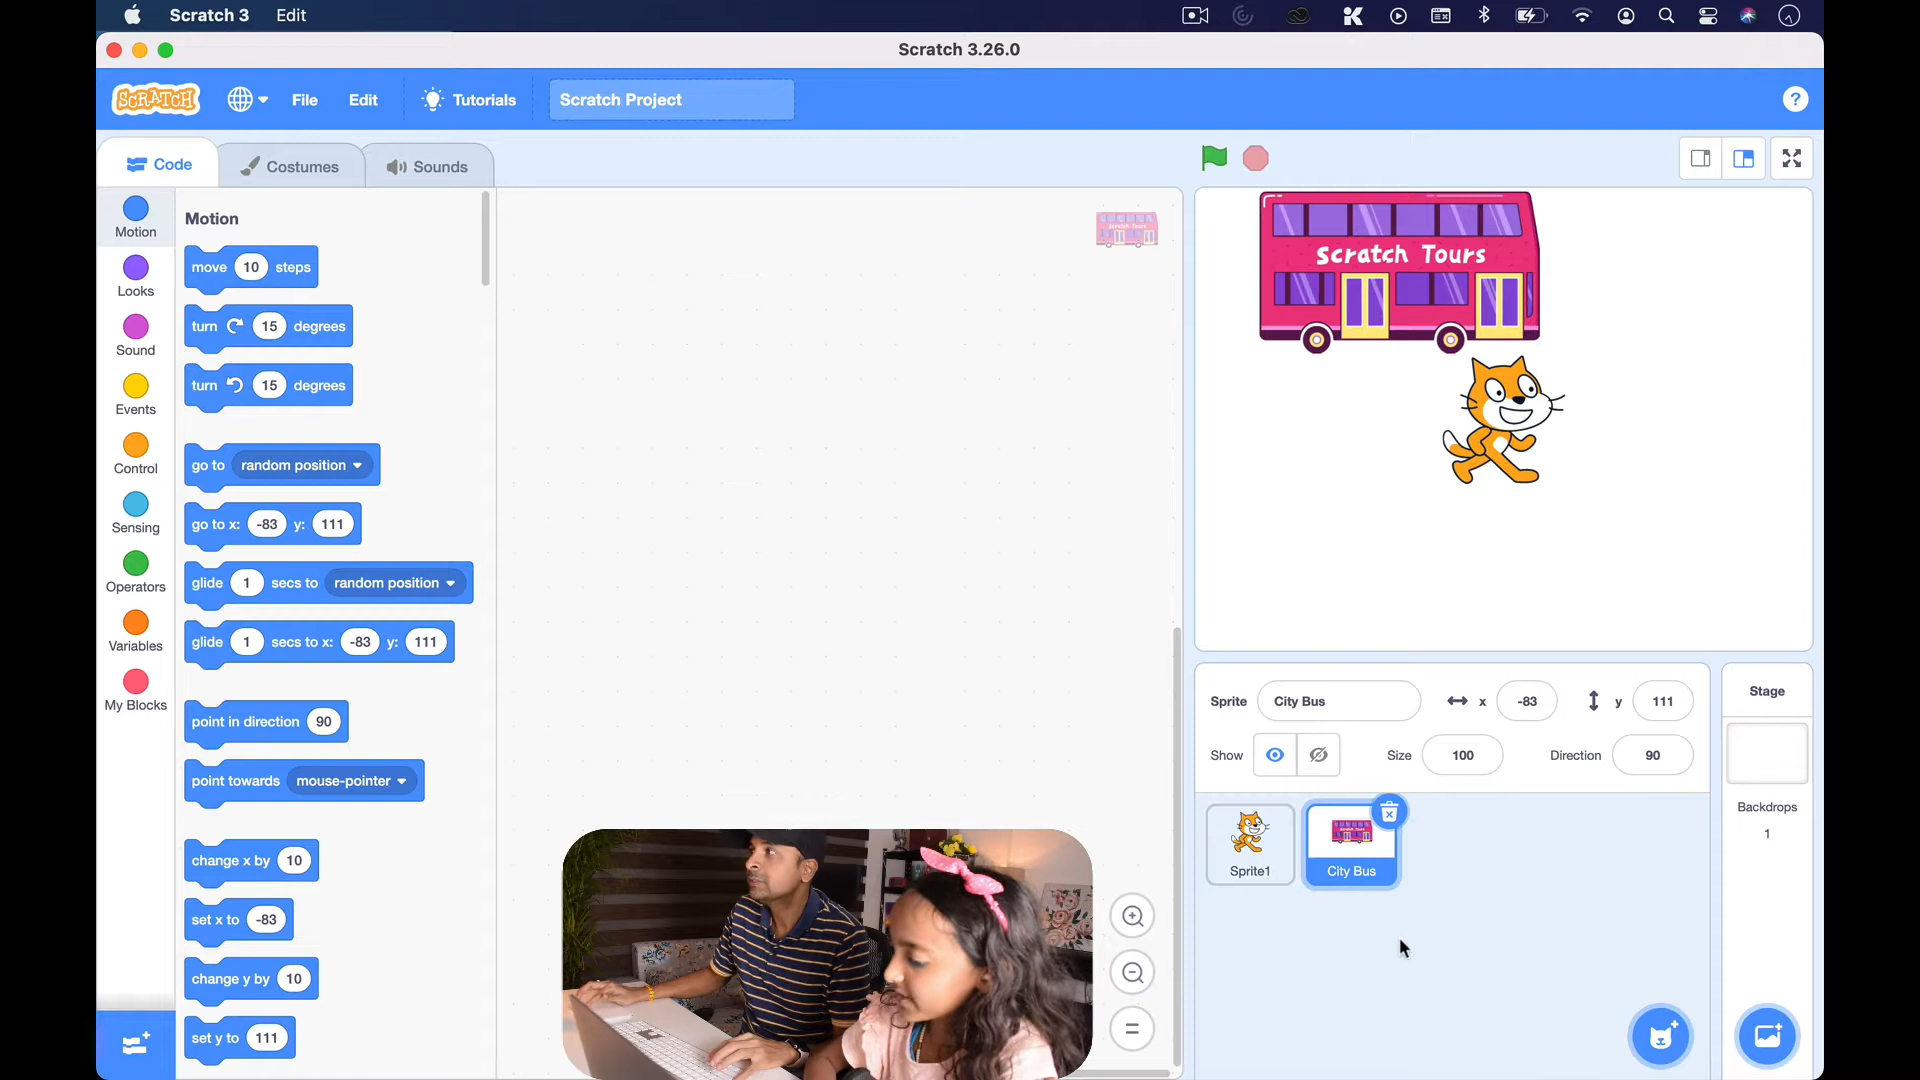 Scratch 3 Edit
Scratch 3.26.0
SCRATCH File Edit Tutorials Scratch Project ?
Code Costumes Sounds
Motion
Looks
Sound
Events
Control
Sensing
Operators
Variables
My Blocks
Motion
move 10 steps
turn 15 degrees
turn 15 degrees
go to random position
go to x: -83 y: 111
glide 1 secs to random position
glide 1 secs to x: -83 y: 111
point in direction 90
point towards mouse-pointer
change x by 10
set x to -83
change y by 10
set y to 111
Scratch Tours
Scratch Tours
Sprite City Bus x -83 y 111
Show Size 100 Direction 90
Sprite1
Scratch Tours
City Bus
Stage
Backdrops
1